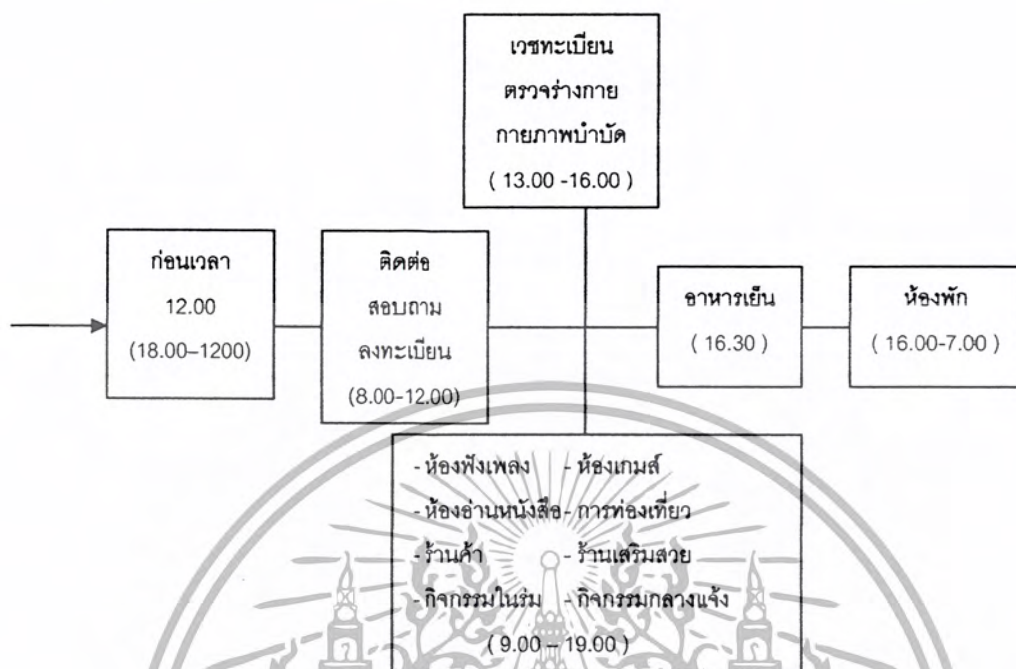 เวชทะเบียน
ตรวจร่างกาย
กายภาพบำบัด
( 13.00 -16.00 )
ก่อนเวลา
12.00
(18.00–1200)
ติดต่อ
สอบถาม
ลงทะเบียน
(8.00-12.00)
อาหารเย็น
( 16.30 )
ห้องพัก
( 16.00-7.00 )
- ห้องฟังเพลง - ห้องเกมส์
- ห้องอ่านหนังสือ - การท่องเที่ยว
- ร้านค้า - ร้านเสริมสวย
- กิจกรรมในร่ม - กิจกรรมกลางแจ้ง
( 9.00 – 19.00 )